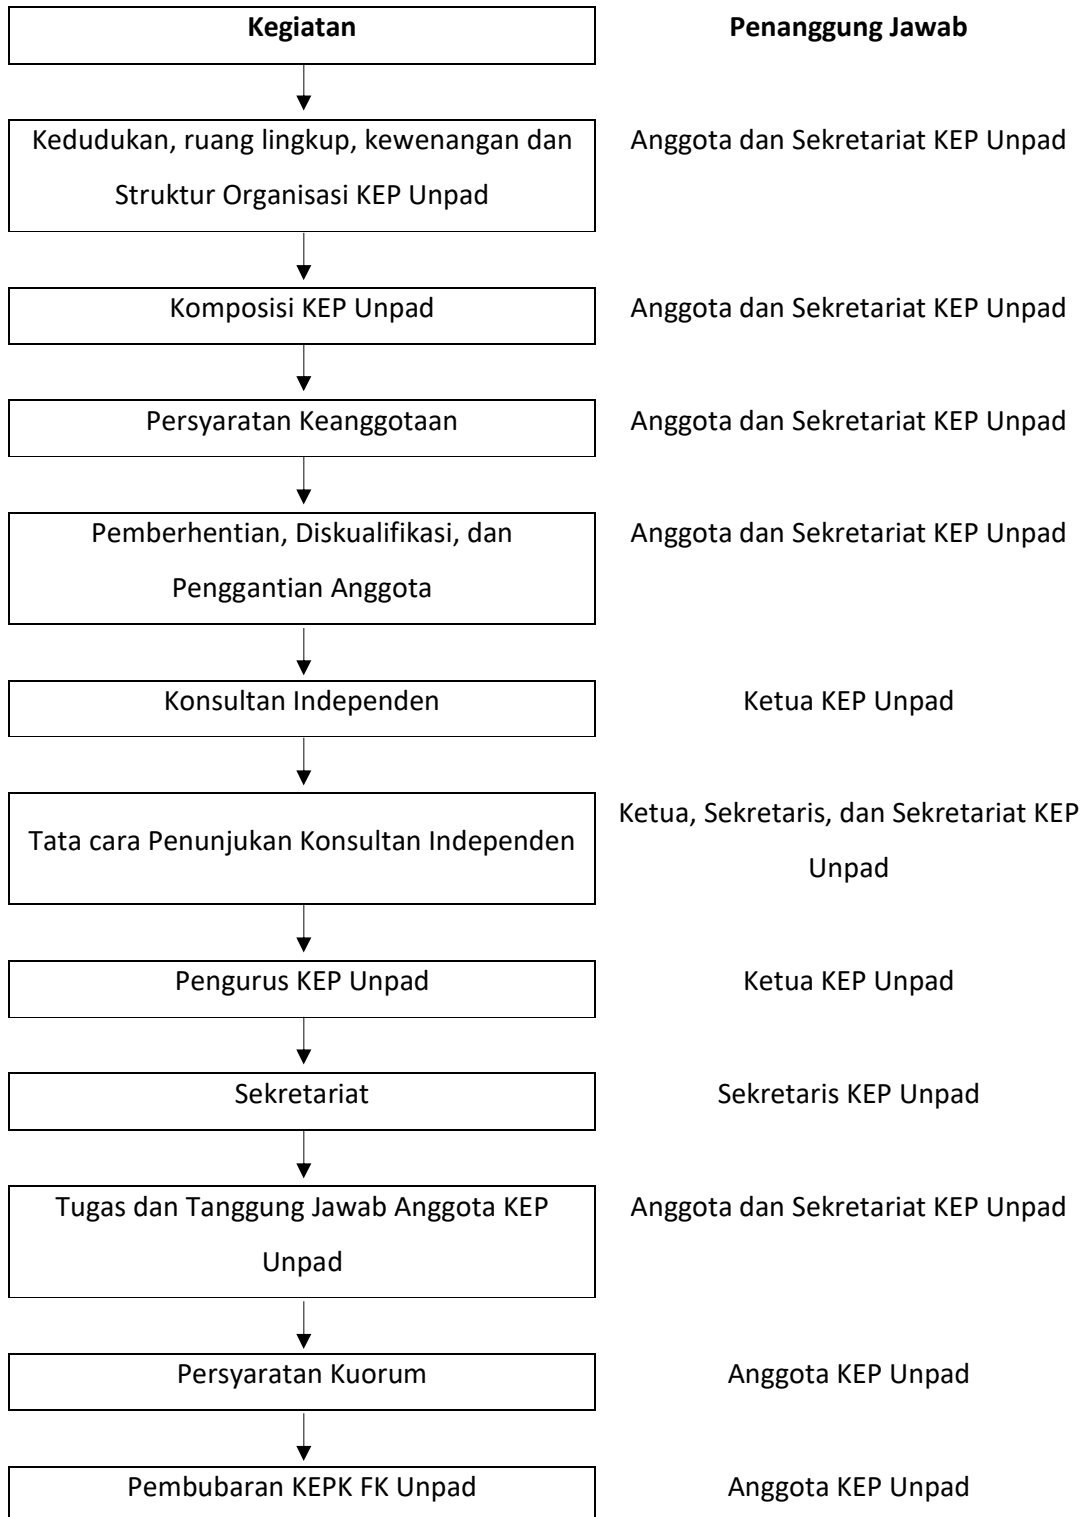 Kegiatan
Penanggung Jawab
Kedudukan, ruang lingkup, kewenangan dan
Struktur Organisasi KEP Unpad
Anggota dan Sekretariat KEP Unpad
Komposisi KEP Unpad
Anggota dan Sekretariat KEP Unpad
Persyaratan Keanggotaan
Anggota dan Sekretariat KEP Unpad
Pemberhentian, Diskualifikasi, dan
Penggantian Anggota
Anggota dan Sekretariat KEP Unpad
Konsultan Independen
Ketua KEP Unpad
Tata cara Penunjukan Konsultan Independen
Ketua, Sekretaris, dan Sekretariat KEP
Unpad
Pengurus KEP Unpad
Ketua KEP Unpad
Sekretariat
Sekretaris KEP Unpad
Tugas dan Tanggung Jawab Anggota KEP
Unpad
Anggota dan Sekretariat KEP Unpad
Persyaratan Kuorum
Anggota KEP Unpad
Pembubaran KEPK FK Unpad
Anggota KEP Unpad